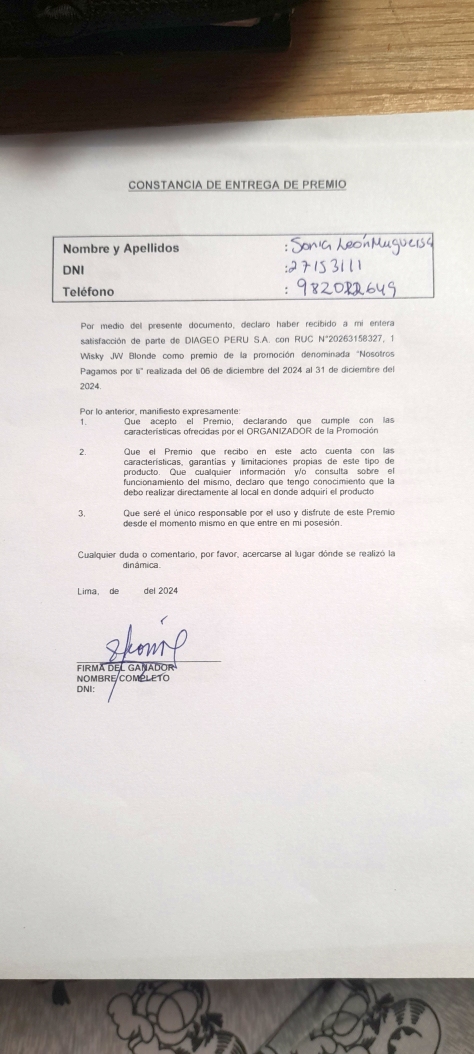 CONSTANCIA DE ENTREGA DE PREMIO
Nombre y Apellidos : Sonia León Muguerza
DNI :27153111
Teléfono : 982022649
Por medio del presente documento, declaro haber recibido a mi entera
satisfacción de parte de DIAGEO PERU S.A. con RUC N°20263158327, 1
Wisky JW Blonde como premio de la promoción denominada "Nosotros
Pagamos por ti" realizada del 06 de diciembre del 2024 al 31 de diciembre del
2024.
Por lo anterior, manifiesto expresamente:
1. Que acepto el Premio, declarando que cumple con las
características ofrecidas por el ORGANIZADOR de la Promoción
2. Que el Premio que recibo en este acto cuenta con las
características, garantías y limitaciones propias de este tipo de
producto. Que cualquier información y/o consulta sobre el
funcionamiento del mismo, declaro que tengo conocimiento que la
debo realizar directamente al local en donde adquirí el producto
3. Que seré el único responsable por el uso y disfrute de este Premio
desde el momento mismo en que entre en mi posesión.
Cualquier duda o comentario, por favor, acercarse al lugar dónde se realizó la
dinámica.
Lima, de del 2024
FIRMA DEL GANADOR
NOMBRE COMPLETO
DNI: